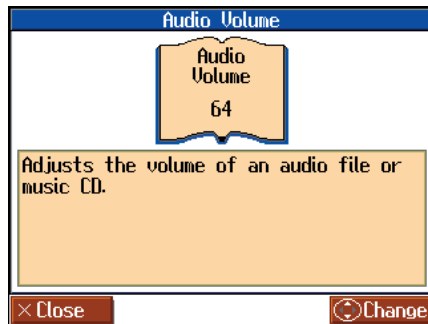 Audio Volume
Audio
Volume
64
Adjusts the volume of an audio file or
music CD.
× Close
Change